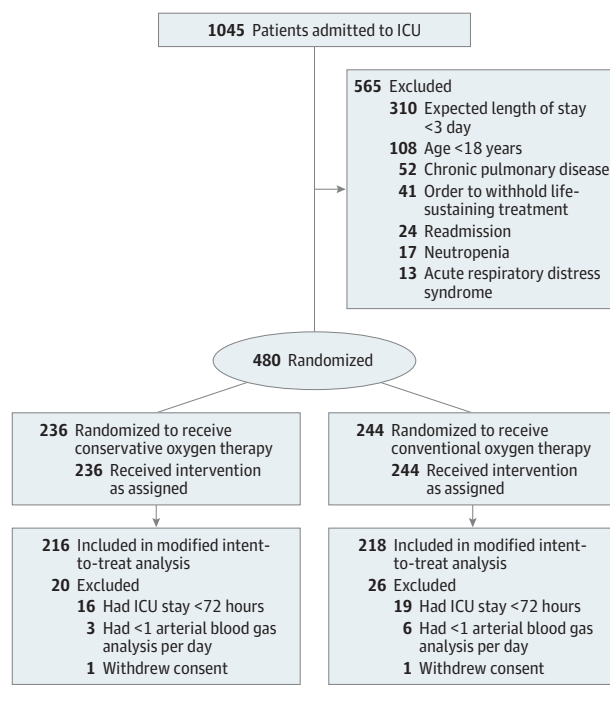 1045 Patients admitted to ICU
565 Excluded
310 Expected length of stay
<3 day
108 Age <18 years
52 Chronic pulmonary disease
41 Order to withhold life-
sustaining treatment
24 Readmission
17 Neutropenia
13 Acute respiratory distress
syndrome
480 Randomized
236 Randomized to receive
conservative oxygen therapy
236 Received intervention
as assigned
244 Randomized to receive
conventional oxygen therapy
244 Received intervention
as assigned
216 Included in modified intent-
to-treat analysis
20 Excluded
16 Had ICU stay <72 hours
3 Had <1 arterial blood gas
analysis per day
1 Withdrew consent
218 Included in modified intent-
to-treat analysis
26 Excluded
19 Had ICU stay <72 hours
6 Had <1 arterial blood gas
analysis per day
1 Withdrew consent